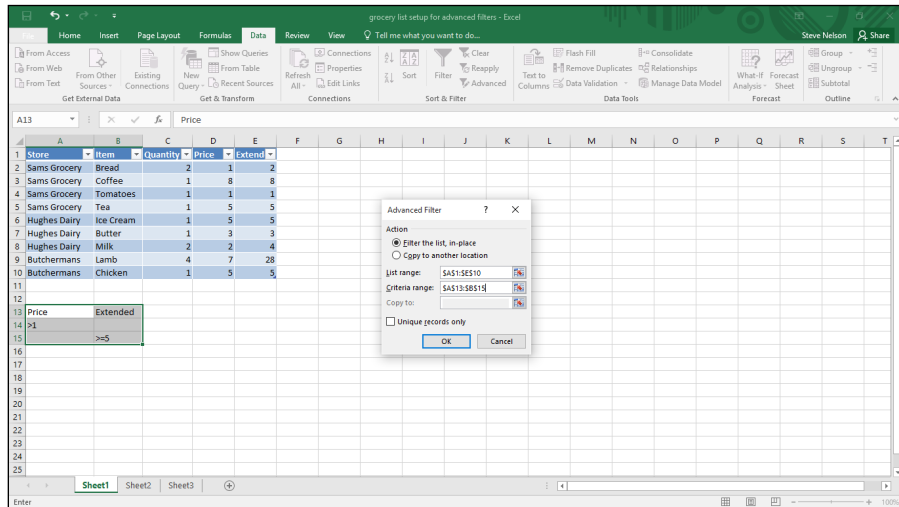 grocery list setup for advanced filters - Excel
File Home Insert Page Layout Formulas Data Review View Tell me what you want to do... Steve Nelson Share
From Access
From Web
From Text
From Other Sources
Existing Connections
Get External Data
New Query
Show Queries
From Table
Recent Sources
Get & Transform
Refresh All
Connections
Properties
Edit Links
Connections
Sort
Filter
Clear
Reapply
Advanced
Sort & Filter
Text to Columns
Flash Fill
Remove Duplicates
Data Validation
Consolidate
Relationships
Manage Data Model
Data Tools
What-If Analysis
Forecast Sheet
Forecast
Group
Ungroup
Subtotal
Outline
A13 fx Price
A B C D E F G H I J K L M N O P Q R S T
1 Store Item Quantity Price Extend
2 Sams Grocery Bread 2 1 2
3 Sams Grocery Coffee 1 8 8
4 Sams Grocery Tomatoes 1 1 1
5 Sams Grocery Tea 1 5 5
6 Hughes Dairy Ice Cream 1 5 5
7 Hughes Dairy Butter 1 3 3
8 Hughes Dairy Milk 2 2 4
9 Butchermans Lamb 4 7 28
10 Butchermans Chicken 1 5 5
11
12
13 Price Extended
14 >1
15 >=5
16
17
18
19
20
21
22
23
24
25
Advanced Filter ? ×
Action
Filter the list, in-place
Copy to another location
List range: $A$1:$E$10
Criteria range: $A$13:$B$15
Copy to:
Unique records only
OK Cancel
Sheet1 Sheet2 Sheet3
Enter 100%